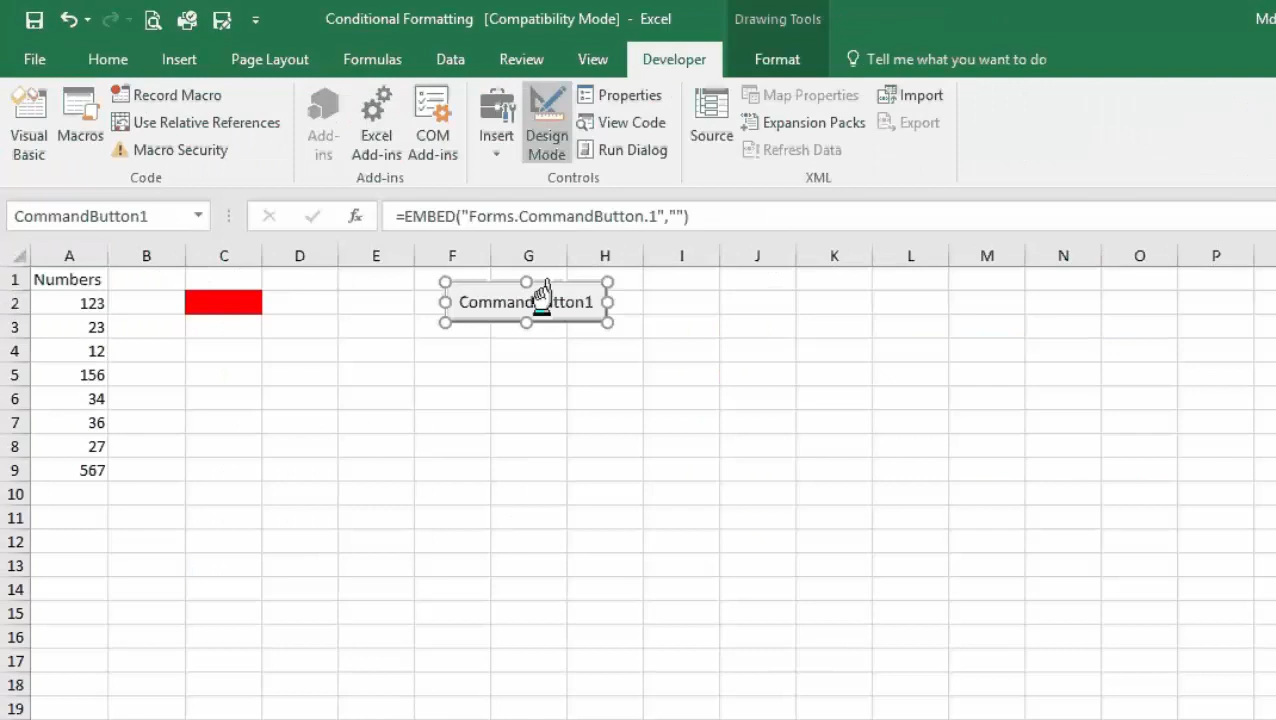 Conditional Formatting [Compatibility Mode] - Excel
Drawing Tools
File Home Insert Page Layout Formulas Data Review View Developer Format Tell me what you want to do
Visual Basic
Macros
Record Macro
Use Relative References
Macro Security
Code
Add-ins
Excel Add-ins
COM Add-ins
Add-ins
Insert
Design Mode
Properties
View Code
Run Dialog
Controls
Source
Map Properties
Expansion Packs
Refresh Data
Import
Export
XML
CommandButton1 fx =EMBED("Forms.CommandButton.1","")
A B C D E F G H I J K L M N O P
1 Numbers
2 123
3 23
4 12
5 156
6 34
7 36
8 27
9 567
10
11
12
13
14
15
16
17
18
19